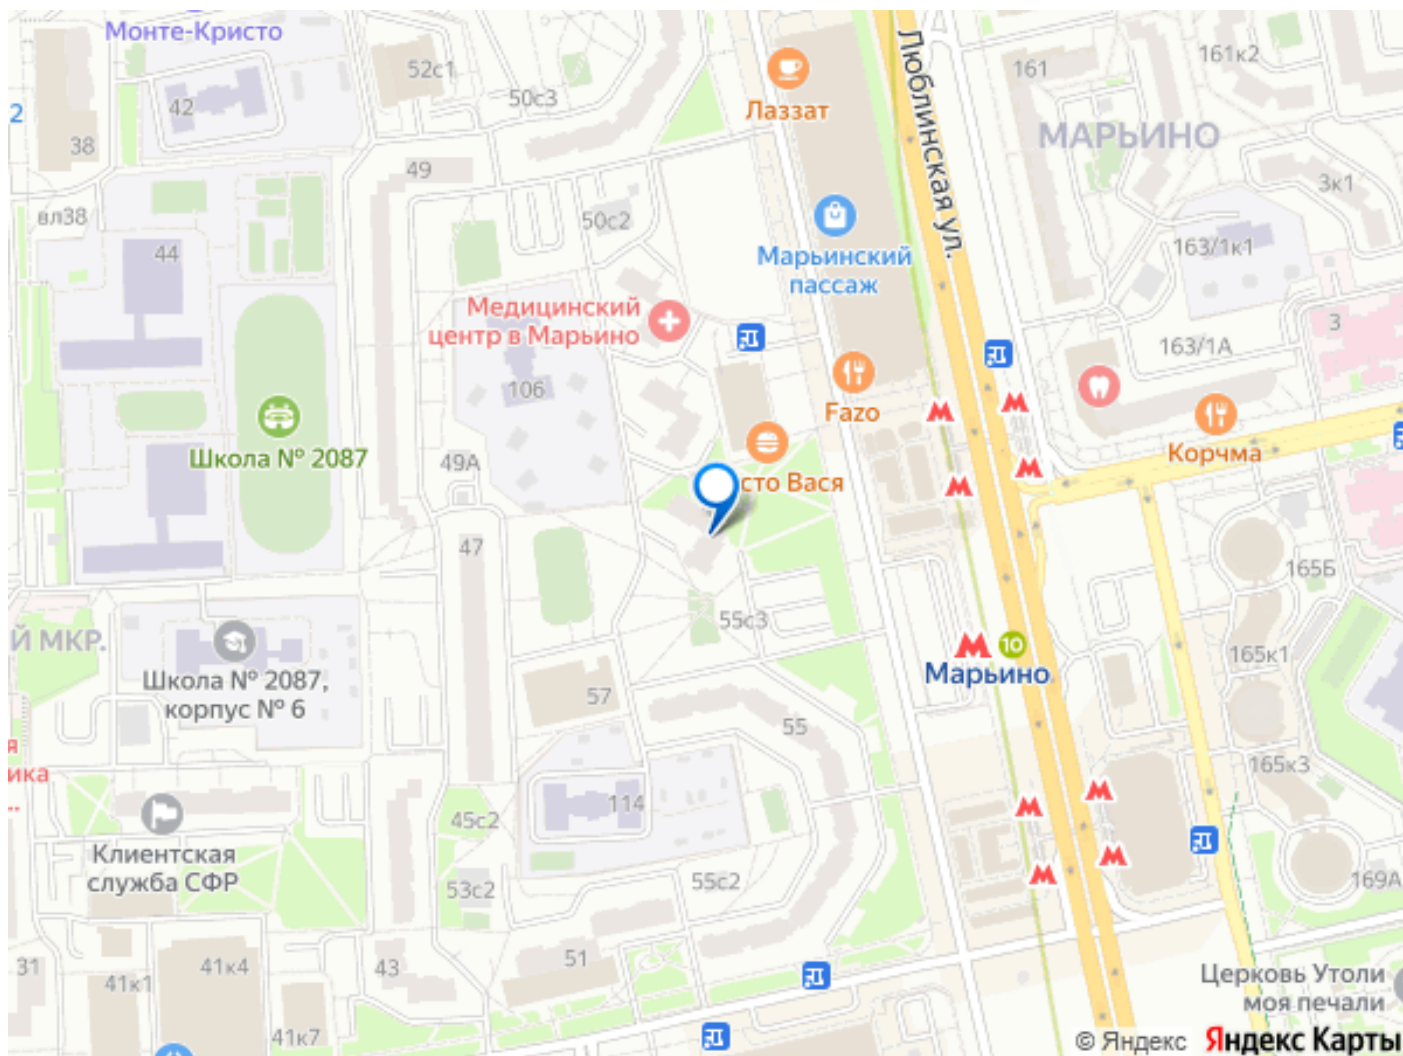 Монте-Кристо
52с1
161к2
161
50с3
Лаззат
42
2
38
МАРЬИНО
Люблинская ул.
49
3к1
вл38
50с2
44
163/1к1
Марьинский
пассаж
Медицинский
центр в Марьино
3
163/1А
106
Fazo
Корчма
Школа № 2087
49А
сто Вася
47
165Б
55с3
Й МКР.
10
Марьино
165к1
Школа № 2087,
корпус № 6
57
55
165к3
я
ика
114
45с2
Клиентская
служба СФР
55с2
53с2
169А
51
31
41к4
43
41к1
Церковь Утоли
моя печали
41к7
© Яндекс Яндекс Карты